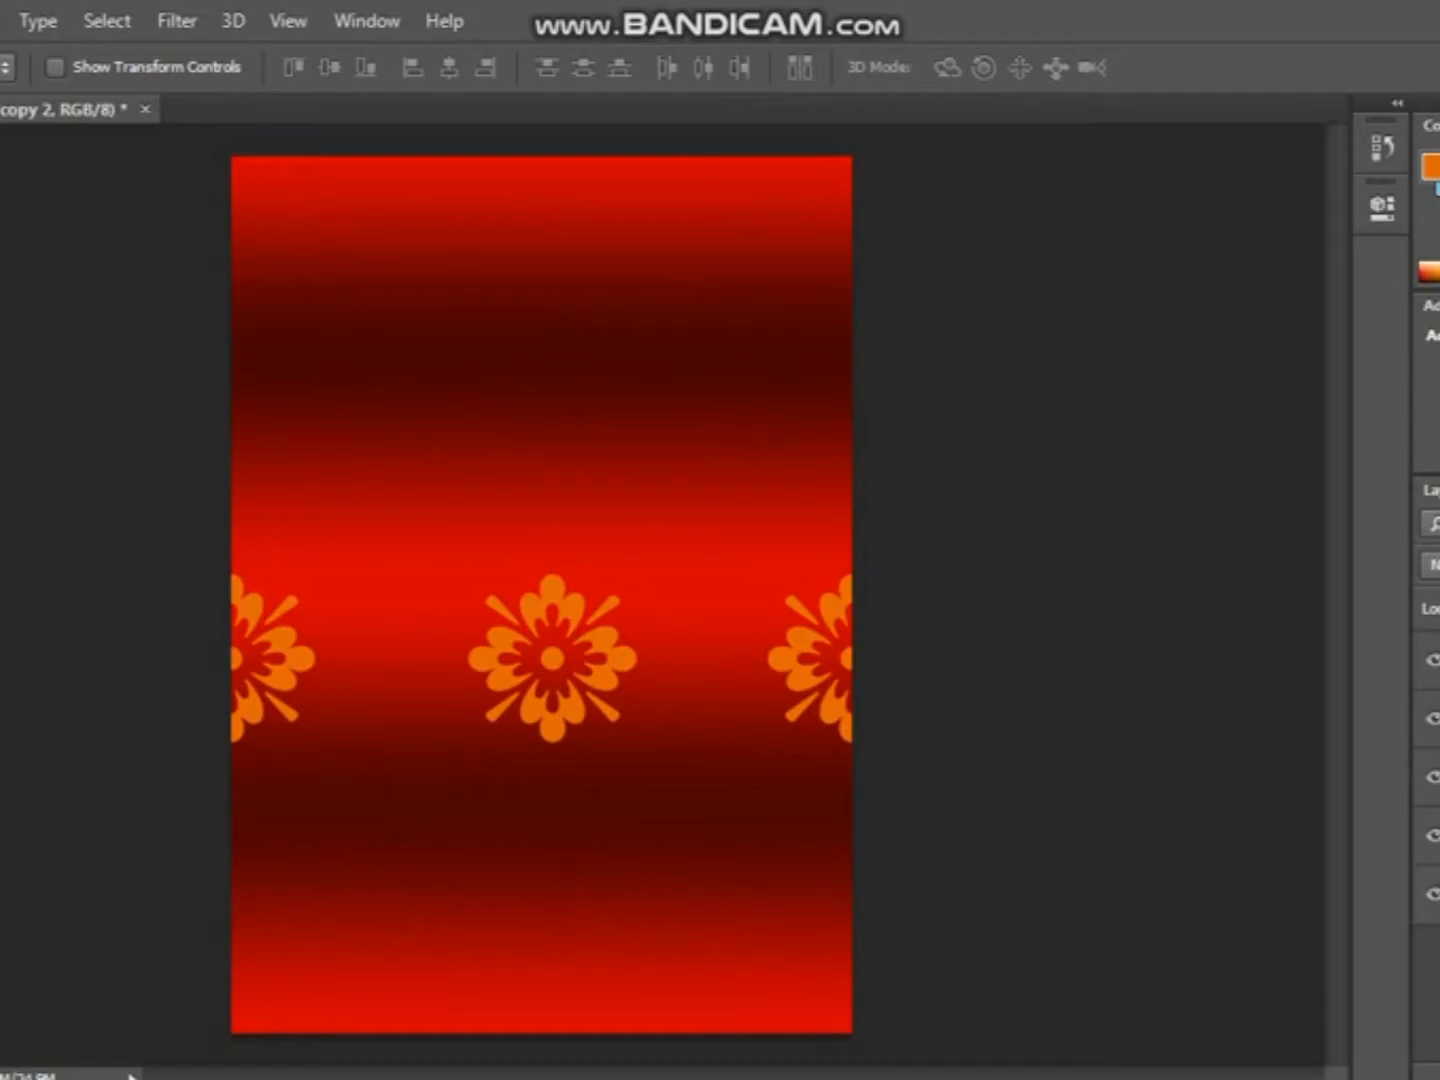 Type Select Filter 3D View Window Help
www.BANDICAM.com
Show Transform Controls
3D Mode:
copy 2, RGB/8) * ×